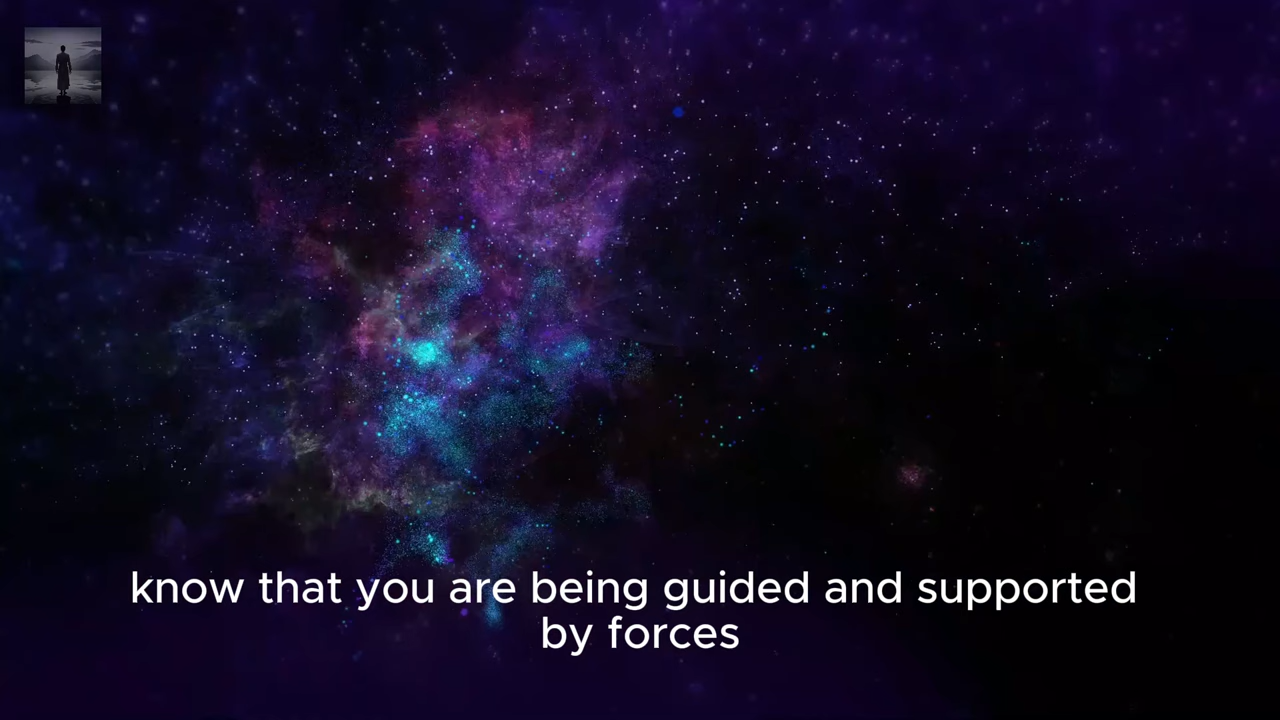 know that you are being guided and supported
by forces